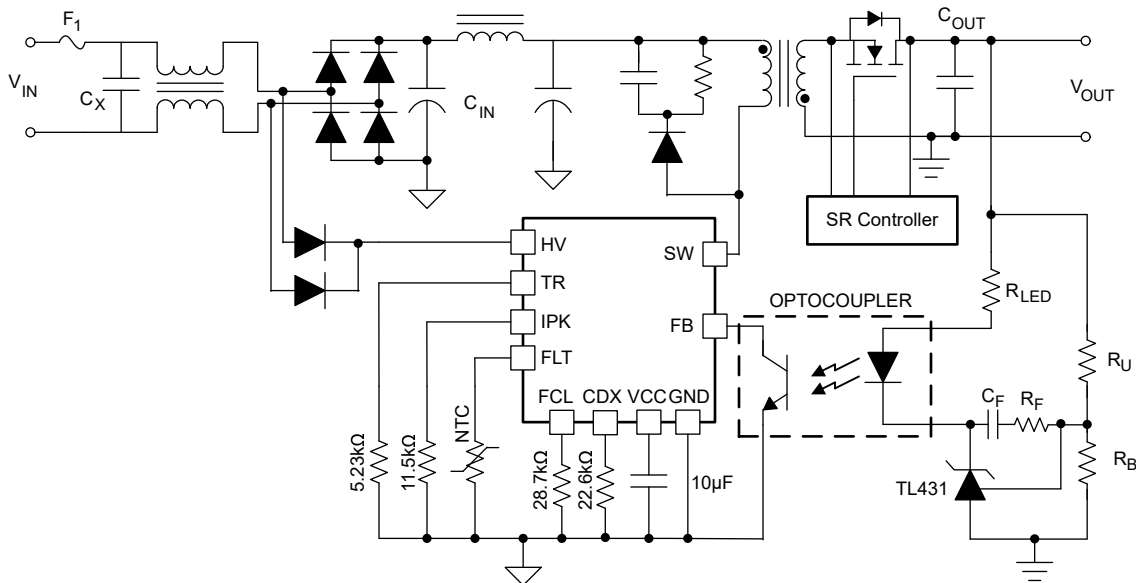 F1
COUT
VIN
CX
CIN
VOUT
SR Controller
HV
SW
TR
OPTOCOUPLER
RLED
IPK
FB
FLT
RU
FCL CDX VCC GND
CF RF
NTC
5.23kΩ
11.5kΩ
28.7kΩ
22.6kΩ
10µF
TL431
RB